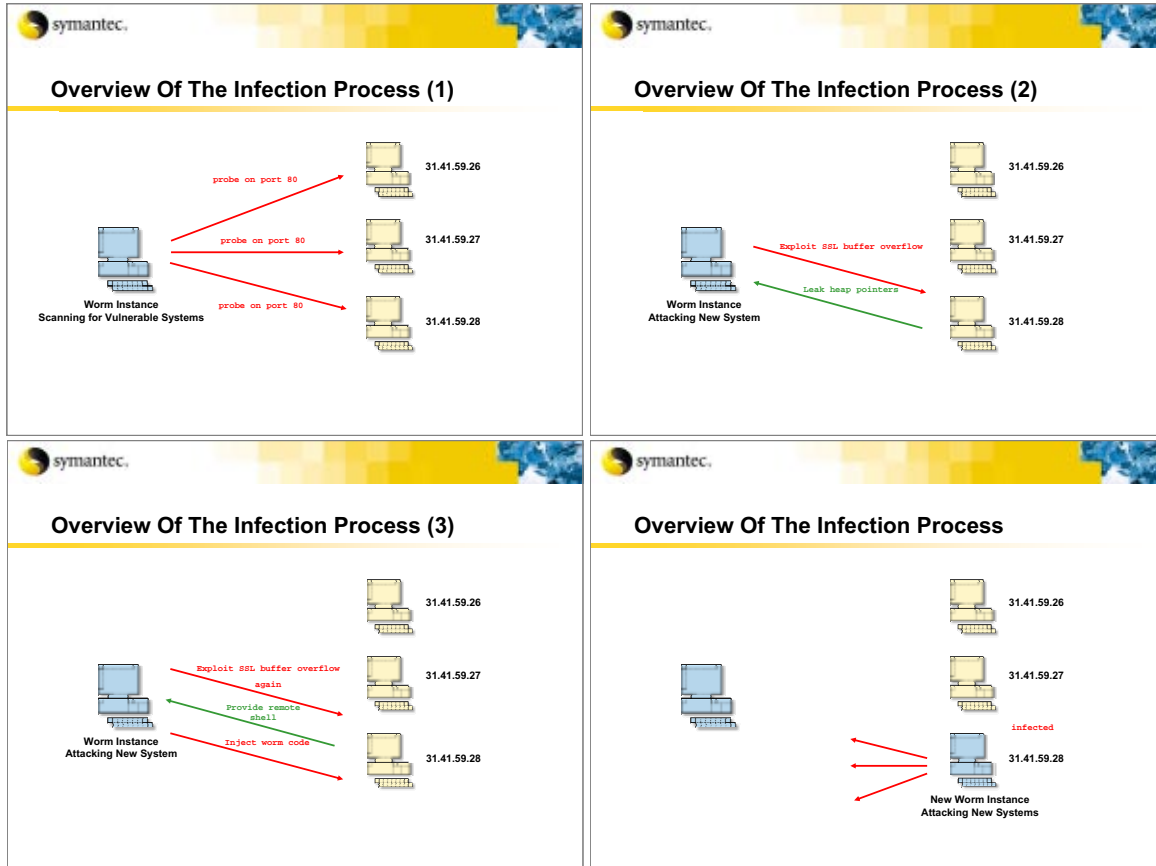 symantec.
Overview Of The Infection Process (1)
31.41.59.26
probe on port 80
probe on port 80
31.41.59.27
Worm Instance
Scanning for Vulnerable Systems
probe on port 80
31.41.59.28
symantec.
Overview Of The Infection Process (2)
31.41.59.26
Exploit SSL buffer overflow
31.41.59.27
Leak heap pointers
Worm Instance
Attacking New System
31.41.59.28
symantec.
Overview Of The Infection Process (3)
31.41.59.26
Exploit SSL buffer overflow
again
31.41.59.27
Provide remote
shell
Worm Instance
Attacking New System
Inject worm code
31.41.59.28
symantec.
Overview Of The Infection Process
31.41.59.26
31.41.59.27
infected
31.41.59.28
New Worm Instance
Attacking New Systems